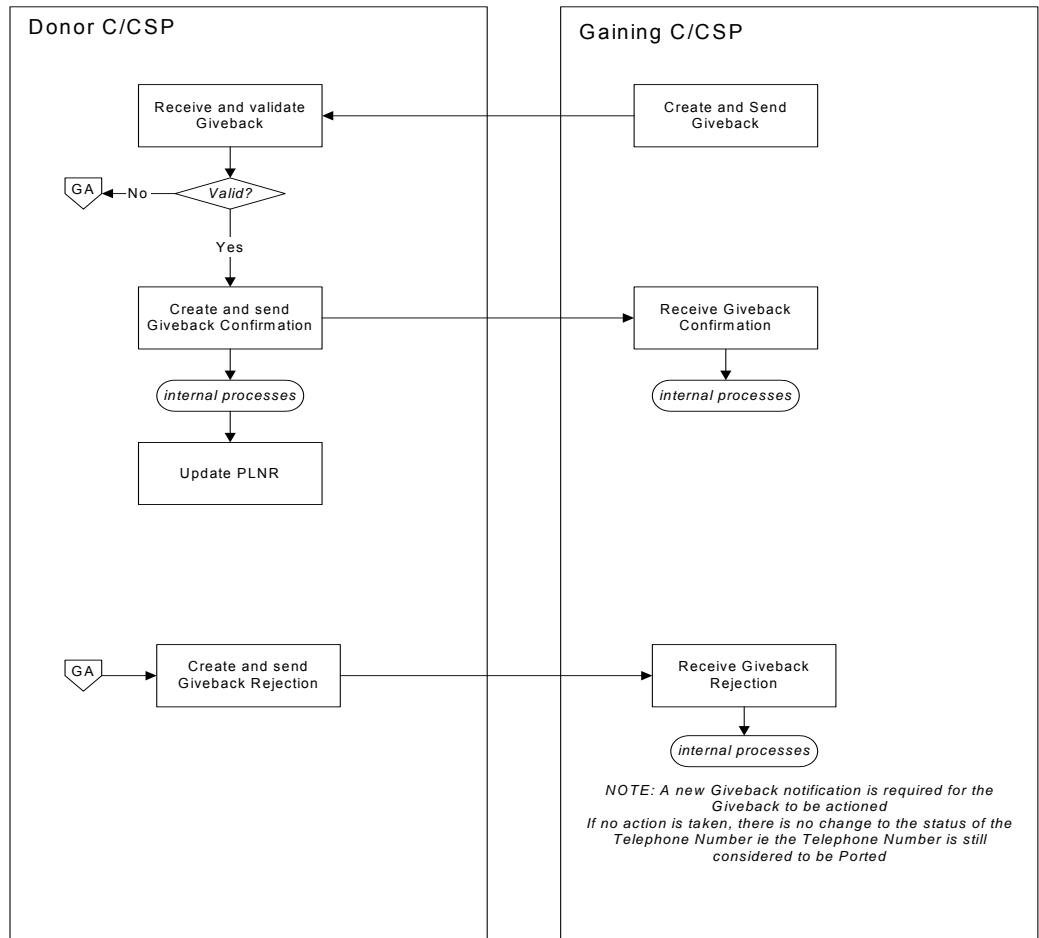 Donor C/CSP
Gaining C/CSP
Receive and validate
Giveback
Create and Send
Giveback
GA
No
Valid?
Yes
Create and send
Giveback Confirmation
Receive Giveback
Confirmation
internal processes
internal processes
Update PLNR
GA
Create and send
Giveback Rejection
Receive Giveback
Rejection
internal processes
NOTE: A new Giveback notification is required for the
Giveback to be actioned
If no action is taken, there is no change to the status of the
Telephone Number ie the Telephone Number is still
considered to be Ported